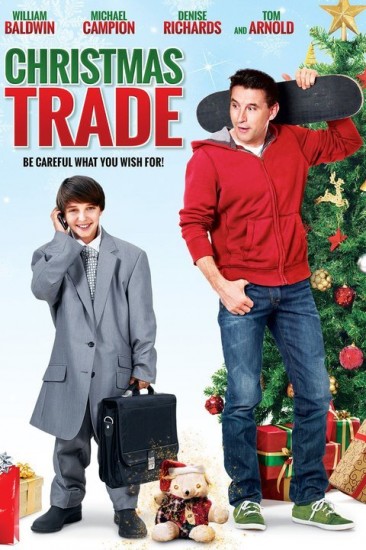 WILLIAM MICHAEL DENISE TOM
BALDWIN CAMPION RICHARDS AND ARNOLD
CHRISTMAS
TRADE
BE CAREFUL WHAT YOU WISH FOR!